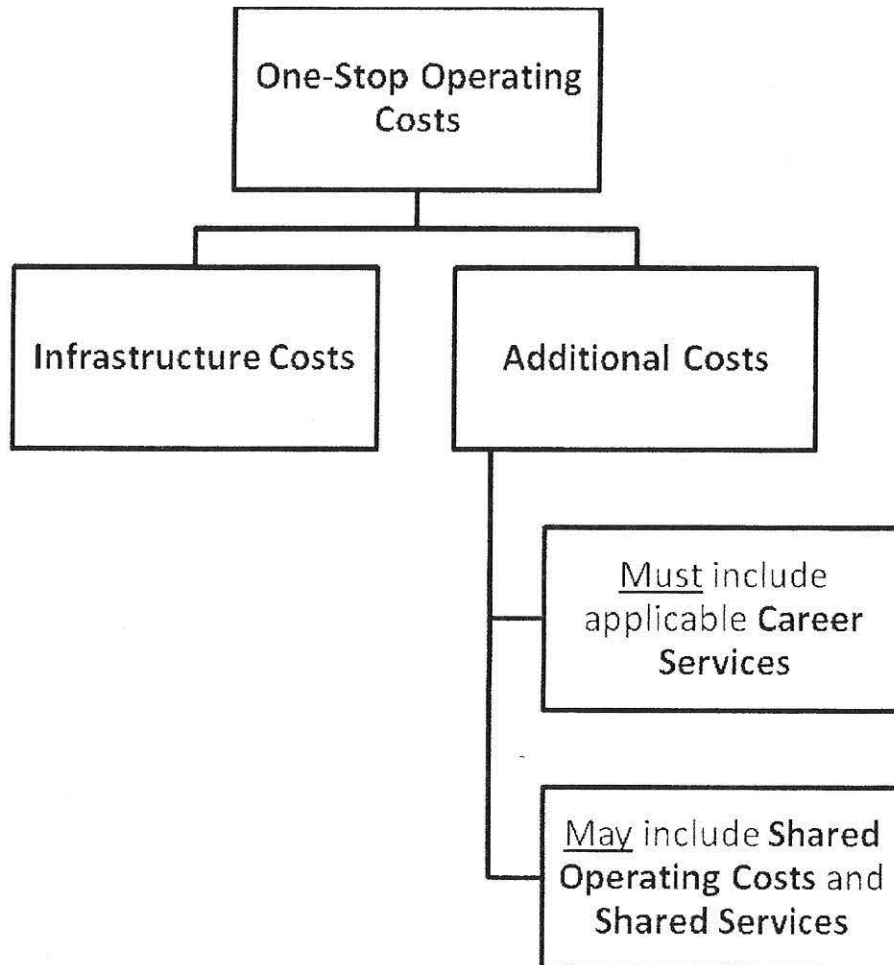 One-Stop Operating
Costs
Infrastructure Costs
Additional Costs
Must include
applicable Career
Services
May include Shared
Operating Costs and
Shared Services